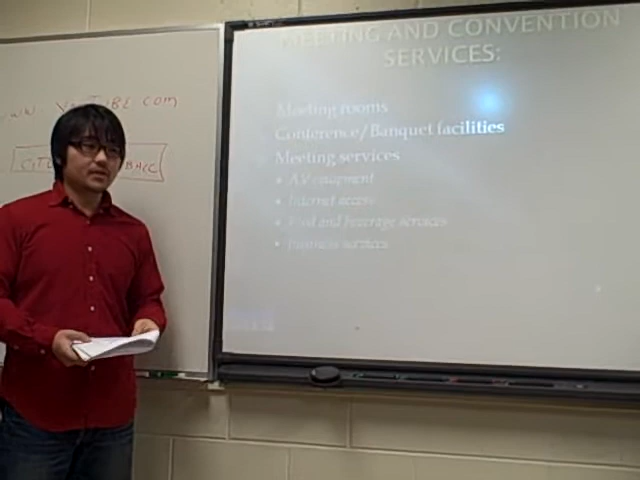 MEETING AND CONVENTION
SERVICES:
Meeting rooms
Conference/Banquet facilities
Meeting services
• AV equipment
• Internet access
• Food and beverage services
• Business services
YOUTUBE COM